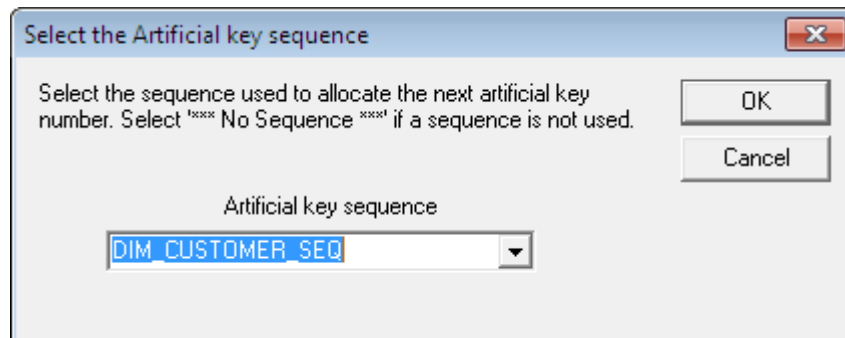 Select the Artificial key sequence
Select the sequence used to allocate the next artificial key
number. Select '*** No Sequence ***' if a sequence is not used.
OK
Cancel
Artificial key sequence
DIM_CUSTOMER_SEQ